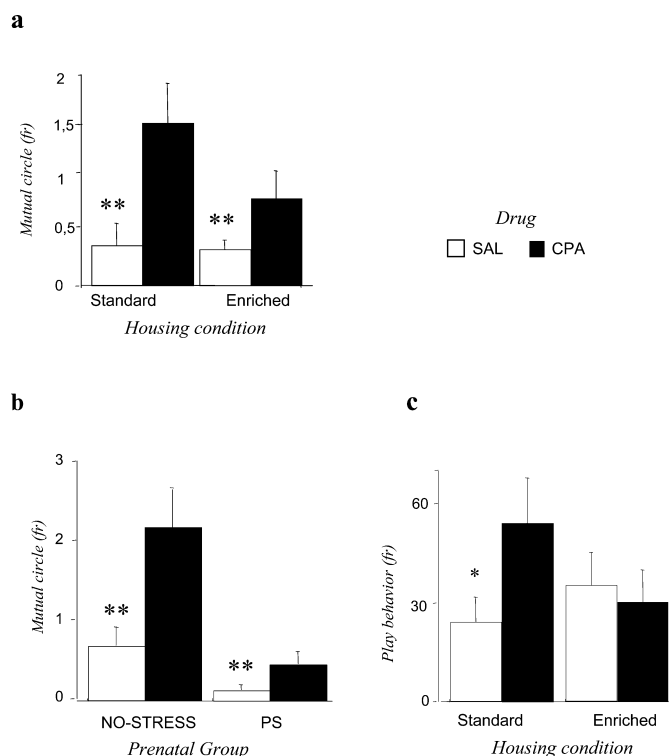 a
2
1,5
1
0,5
0
Mutual circle (fr)
**
**
Standard Enriched
Housing condition
Drug
SAL CPA
b
3
2
1
0
Mutual circle (fr)
**
**
NO-STRESS PS
Prenatal Group
c
60
30
0
Play behavior (fr)
*
Standard Enriched
Housing condition